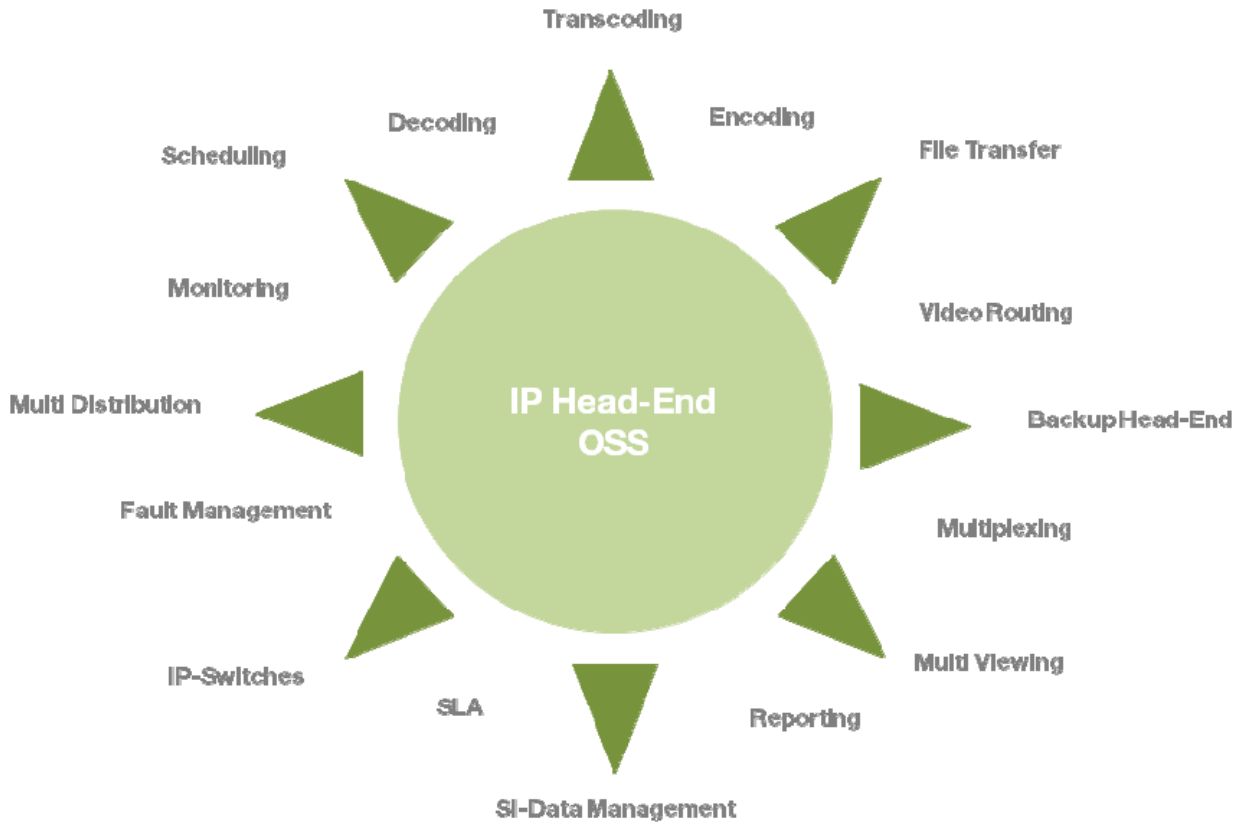 Transcoding
Decoding
Encoding
Scheduling
File Transfer
Monitoring
Video Routing
IP Head-End
OSS
Multi Distribution
Backup Head-End
Fault Management
Multiplexing
IP-Switches
Multi Viewing
SLA
Reporting
SI-Data Management